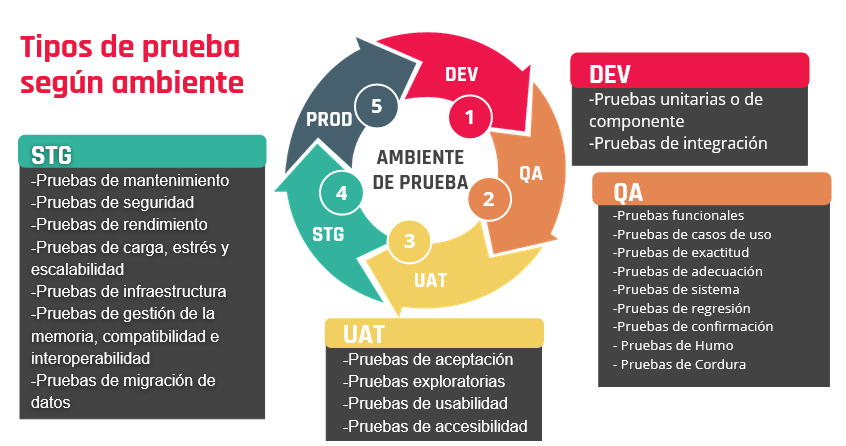 Tipos de prueba
según ambiente
DEV
1
QA
2
UAT
3
STG
4
PROD
5
AMBIENTE
DE PRUEBA
DEV
-Pruebas unitarias o de
componente
-Pruebas de integración
QA
-Pruebas funcionales
-Pruebas de casos de uso
-Pruebas de exactitud
-Pruebas de adecuación
-Pruebas de sistema
-Pruebas de regresión
-Pruebas de confirmación
- Pruebas de Humo
- Pruebas de Cordura
UAT
-Pruebas de aceptación
-Pruebas exploratorias
-Pruebas de usabilidad
-Pruebas de accesibilidad
STG
-Pruebas de mantenimiento
-Pruebas de seguridad
-Pruebas de rendimiento
-Pruebas de carga, estrés y
escalabilidad
-Pruebas de infraestructura
-Pruebas de gestión de la
memoria, compatibilidad e
interoperabilidad
-Pruebas de migración de
datos